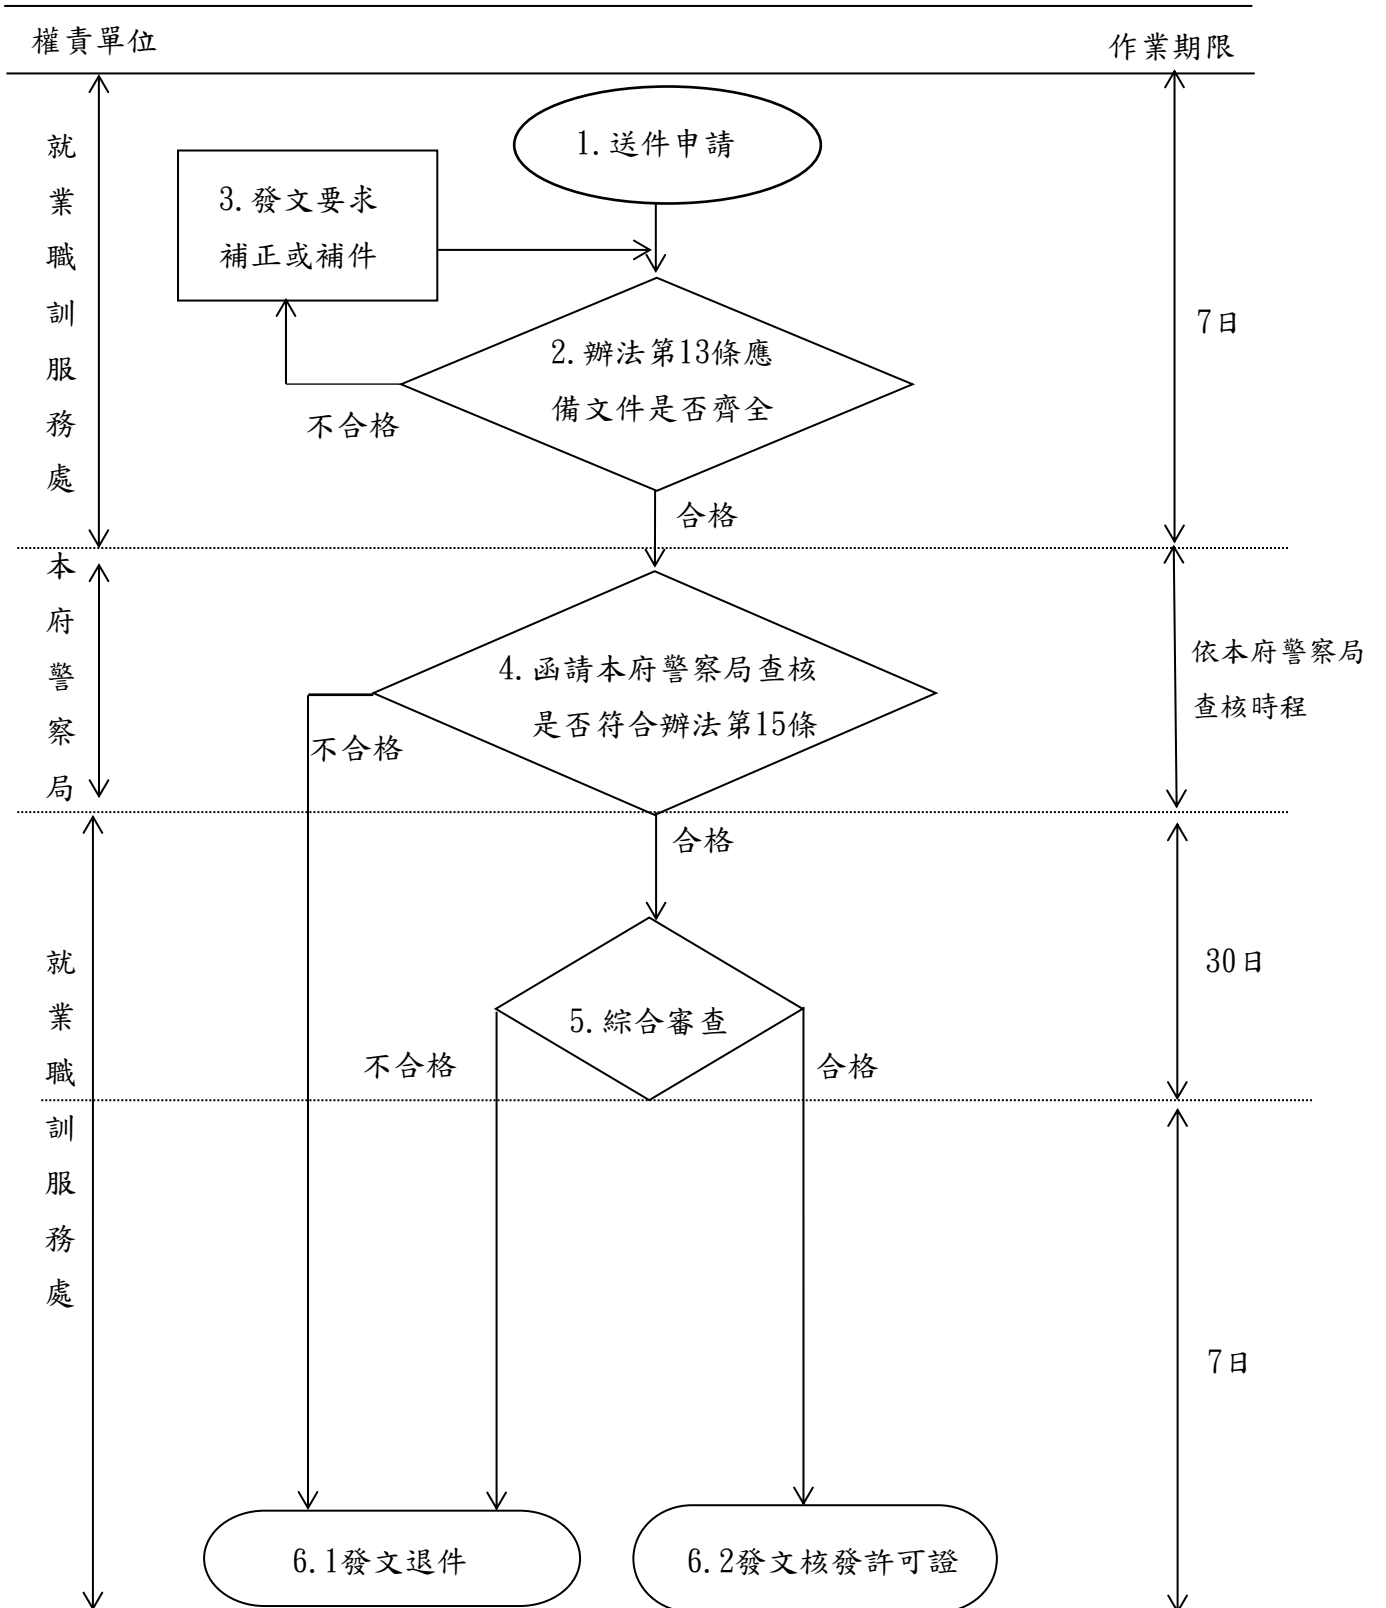 權責單位
作業期限
就業職訓服務處
1.送件申請
3.發文要求
補正或補件
7日
2.辦法第13條應
備文件是否齊全
不合格
合格
本府警察局
4.函請本府警察局查核
是否符合辦法第15條
依本府警察局
查核時程
不合格
合格
就業職訓服務處
30日
5.綜合審查
不合格
合格
7日
6.1發文退件
6.2發文核發許可證